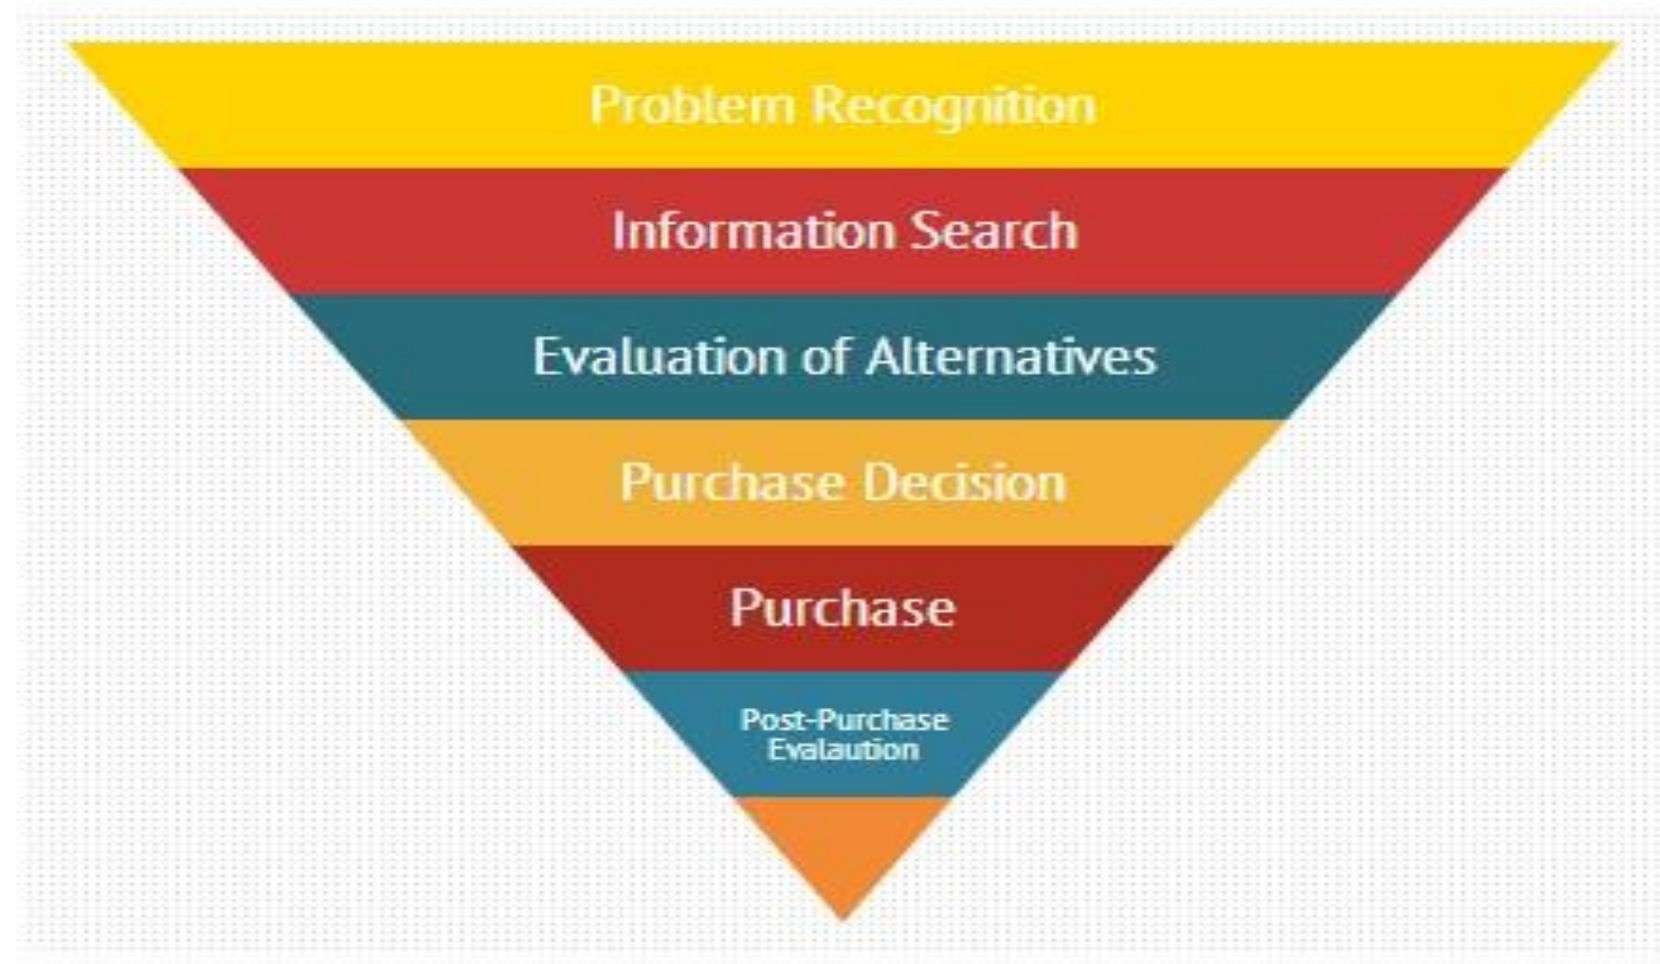 Problem Recognition
Information Search
Evaluation of Alternatives
Purchase Decision
Purchase
Post-Purchase
Evalaution